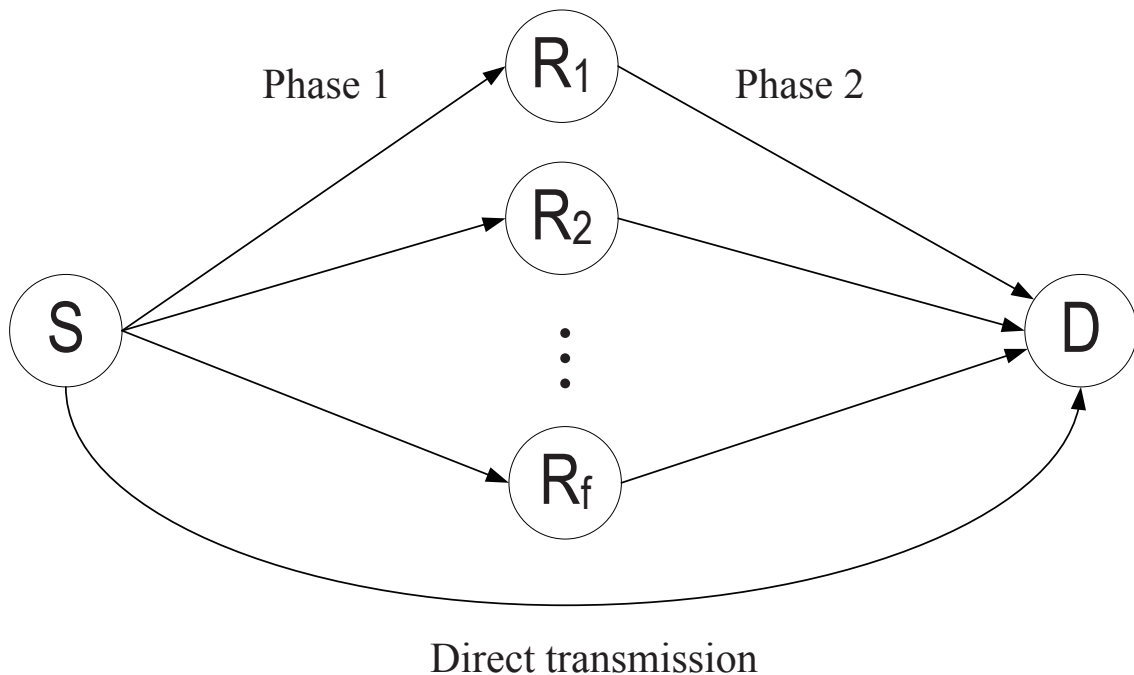 Phase 1
R1
Phase 2
R2
S
D
Rf
Direct transmission